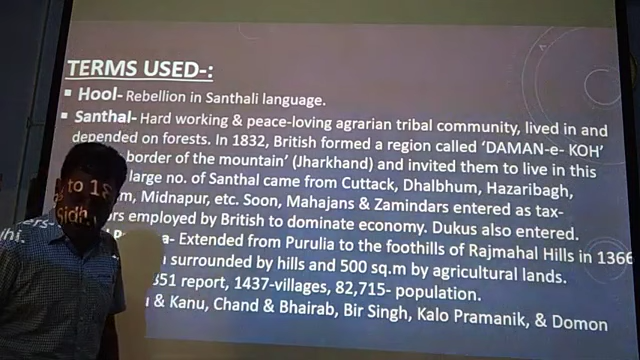 TERMS USED-:
Hool- Rebellion in Santhali language.
Santhal- Hard working & peace-loving agrarian tribal community, lived in and
depended on forests. In 1832, British formed a region called 'DAMAN-e- KOH'
border of the mountain' (Jharkhand) and invited them to live in this
large no. of Santhal came from Cuttack, Dhalbhum, Hazaribagh,
m, Midnapur, etc. Soon, Mahajans & Zamindars entered as tax-
ors employed by British to dominate economy. Dukus also entered.
a- Extended from Purulia to the foothills of Rajmahal Hills in 1366
surrounded by hills and 500 sq.m by agricultural lands.
351 report, 1437-villages, 82,715- population.
& Kanu, Chand & Bhairab, Bir Singh, Kalo Pramanik, & Domon
to 18
Sidh